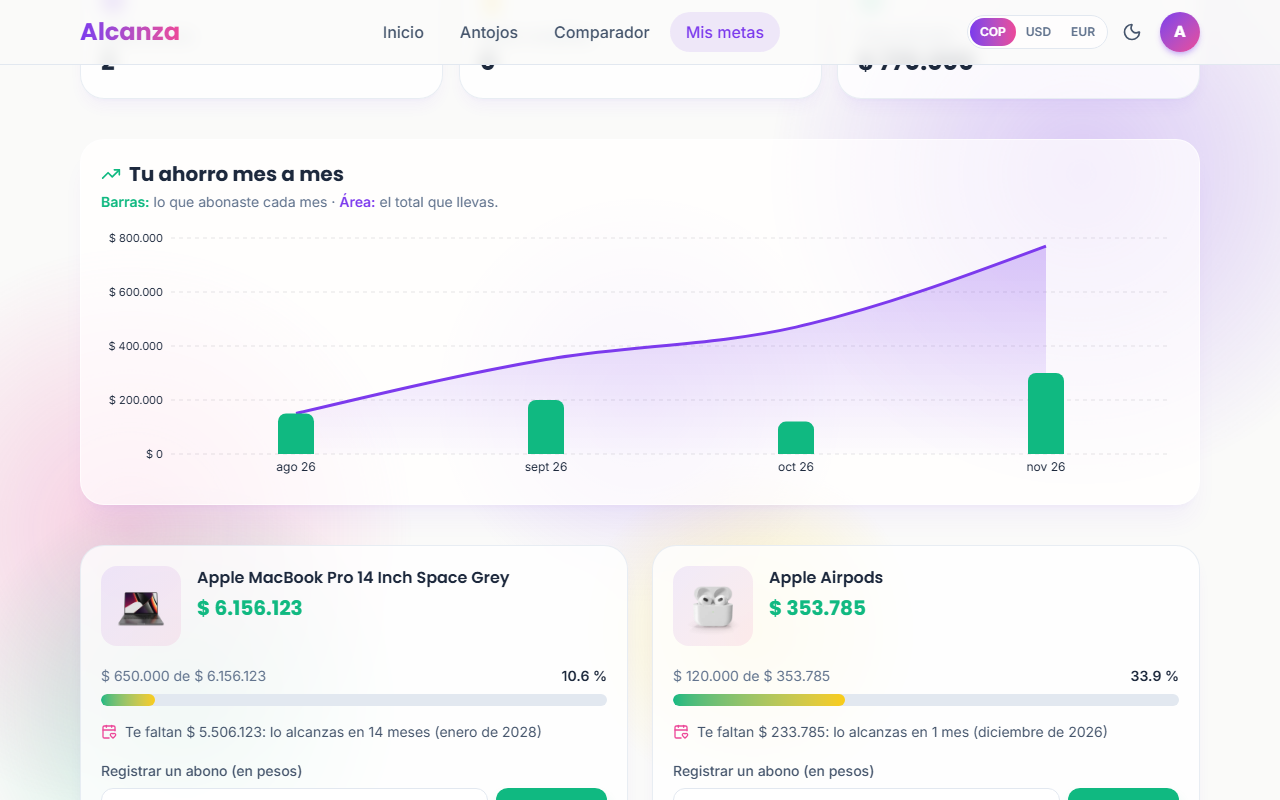 Alcanza
Inicio
Antojos
Comparador
Mis metas
COP
USD
EUR
A
Tu ahorro mes a mes
Barras: lo que abonaste cada mes · Área: el total que llevas.
$ 800.000
$ 600.000
$ 400.000
$ 200.000
$ 0
ago 26
sept 26
oct 26
nov 26
Apple MacBook Pro 14 Inch Space Grey
$ 6.156.123
$ 650.000 de $ 6.156.123
10.6 %
Te faltan $ 5.506.123: lo alcanzas en 14 meses (enero de 2028)
Registrar un abono (en pesos)
Apple Airpods
$ 353.785
$ 120.000 de $ 353.785
33.9 %
Te faltan $ 233.785: lo alcanzas en 1 mes (diciembre de 2026)
Registrar un abono (en pesos)